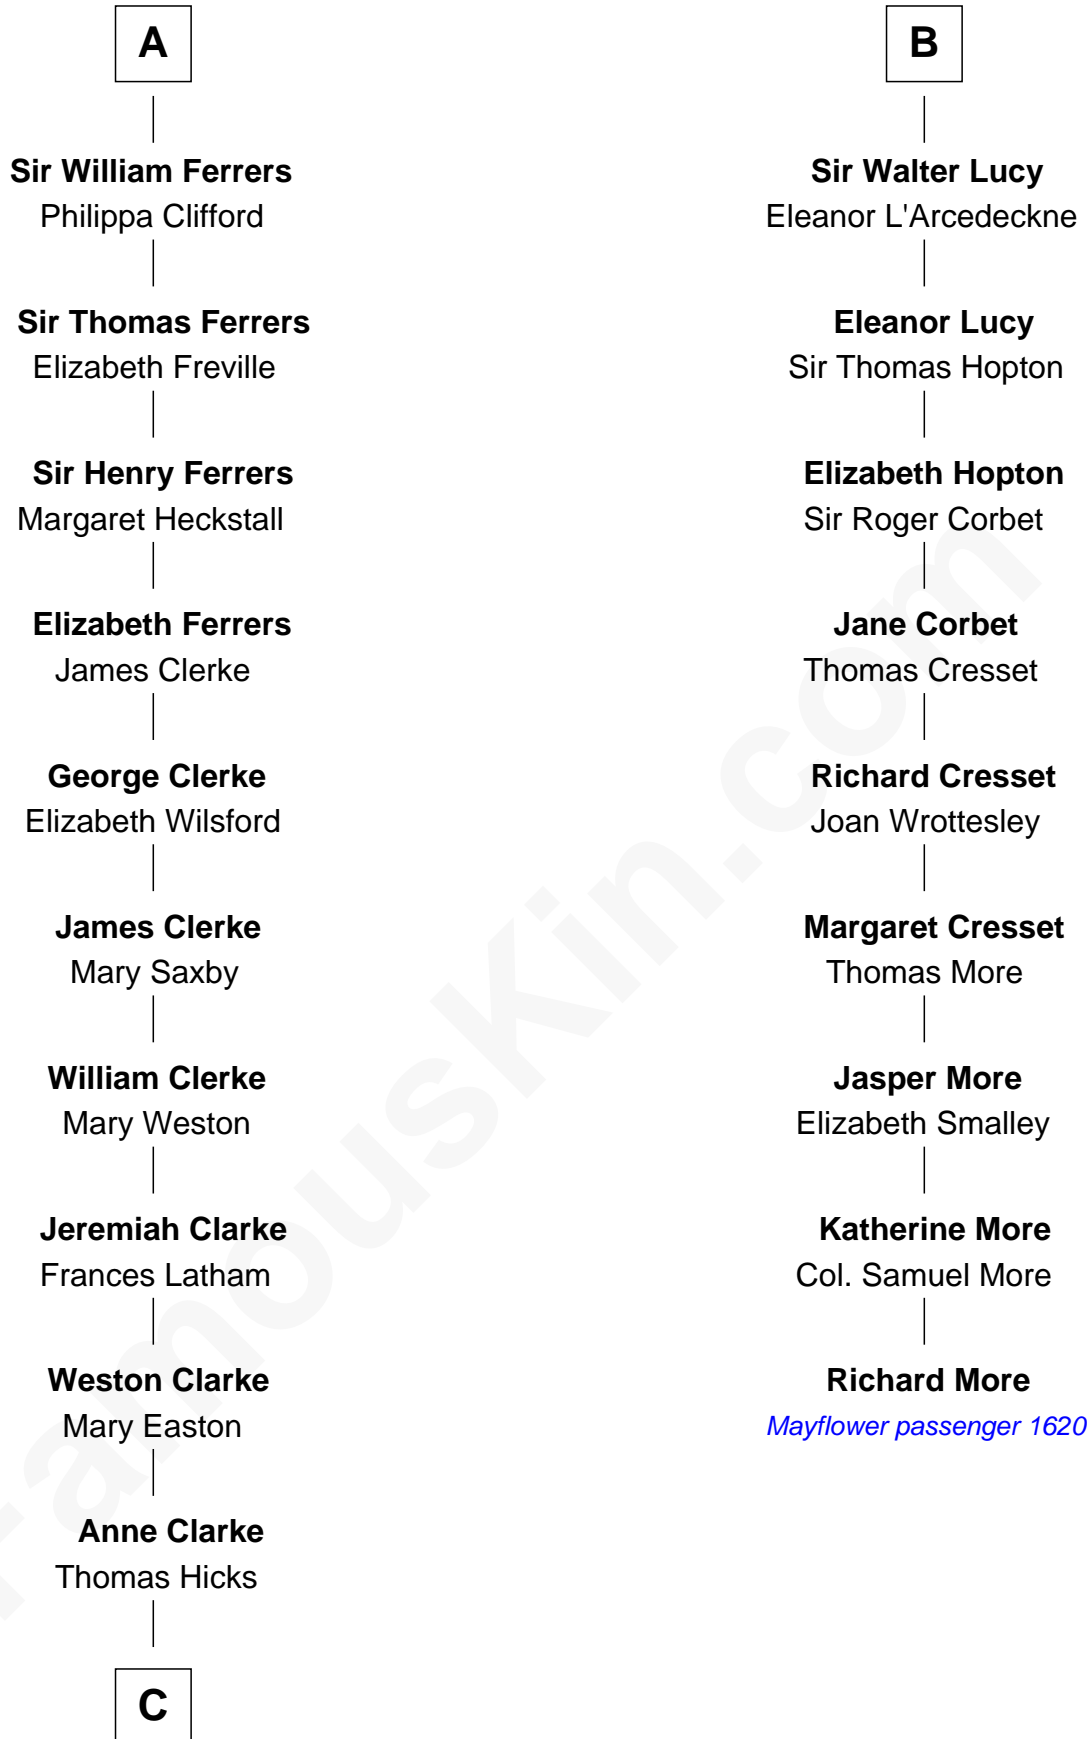 A
Sir William Ferrers
Philippa Clifford
Sir Thomas Ferrers
Elizabeth Freville
Sir Henry Ferrers
Margaret Heckstall
Elizabeth Ferrers
James Clerke
George Clerke
Elizabeth Wilsford
James Clerke
Mary Saxby
William Clerke
Mary Weston
Jeremiah Clarke
Frances Latham
Weston Clarke
Mary Easton
Anne Clarke
Thomas Hicks
C
B
Sir Walter Lucy
Eleanor L'Arcedeckne
Eleanor Lucy
Sir Thomas Hopton
Elizabeth Hopton
Sir Roger Corbet
Jane Corbet
Thomas Cresset
Richard Cresset
Joan Wrottesley
Margaret Cresset
Thomas More
Jasper More
Elizabeth Smalley
Katherine More
Col. Samuel More
Richard More
Mayflower passenger 1620
FamousKin.com